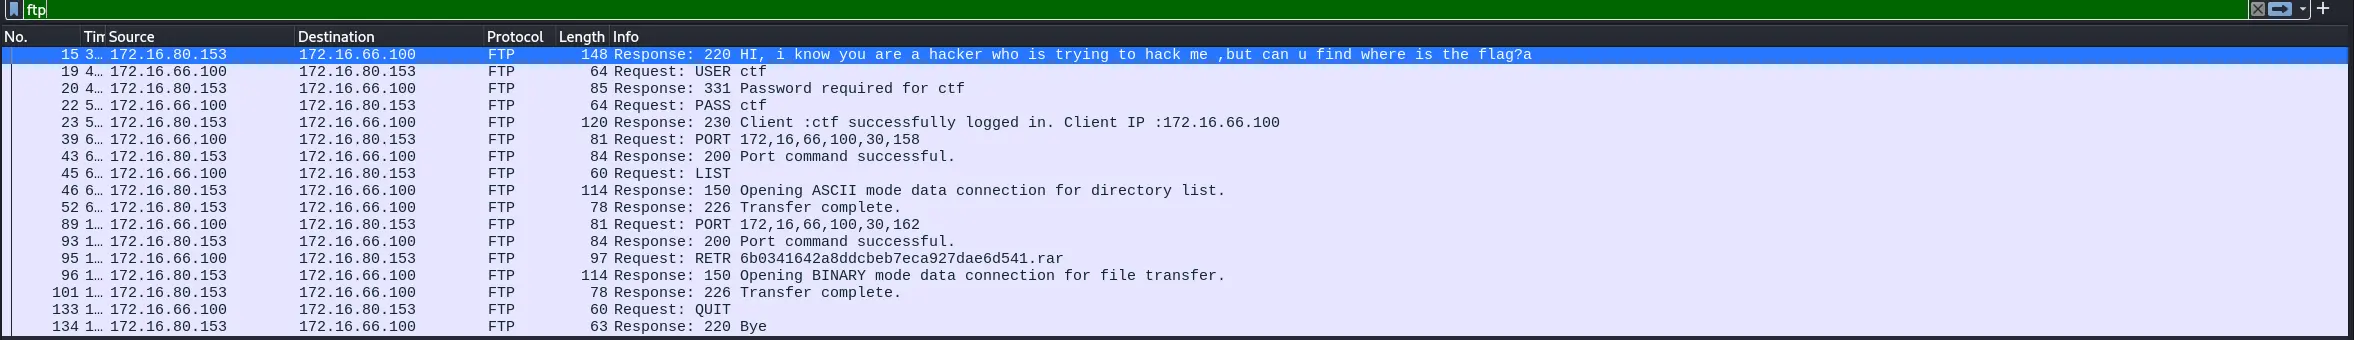 ftp
No. Tim Source Destination Protocol Length Info
15 3… 172.16.80.153 172.16.66.100 FTP 148 Response: 220 HI, i know you are a hacker who is trying to hack me ,but can u find where is the flag?a
19 4… 172.16.66.100 172.16.80.153 FTP 64 Request: USER ctf
20 4… 172.16.80.153 172.16.66.100 FTP 85 Response: 331 Password required for ctf
22 5… 172.16.66.100 172.16.80.153 FTP 64 Request: PASS ctf
23 5… 172.16.80.153 172.16.66.100 FTP 120 Response: 230 Client :ctf successfully logged in. Client IP :172.16.66.100
39 6… 172.16.66.100 172.16.80.153 FTP 81 Request: PORT 172,16,66,100,30,158
43 6… 172.16.80.153 172.16.66.100 FTP 84 Response: 200 Port command successful.
45 6… 172.16.66.100 172.16.80.153 FTP 60 Request: LIST
46 6… 172.16.80.153 172.16.66.100 FTP 114 Response: 150 Opening ASCII mode data connection for directory list.
52 6… 172.16.80.153 172.16.66.100 FTP 78 Response: 226 Transfer complete.
89 1… 172.16.66.100 172.16.80.153 FTP 81 Request: PORT 172,16,66,100,30,162
93 1… 172.16.80.153 172.16.66.100 FTP 84 Response: 200 Port command successful.
95 1… 172.16.66.100 172.16.80.153 FTP 97 Request: RETR 6b0341642a8ddcbeb7eca927dae6d541.rar
96 1… 172.16.80.153 172.16.66.100 FTP 114 Response: 150 Opening BINARY mode data connection for file transfer.
101 1… 172.16.80.153 172.16.66.100 FTP 78 Response: 226 Transfer complete.
133 1… 172.16.66.100 172.16.80.153 FTP 60 Request: QUIT
134 1… 172.16.80.153 172.16.66.100 FTP 63 Response: 220 Bye